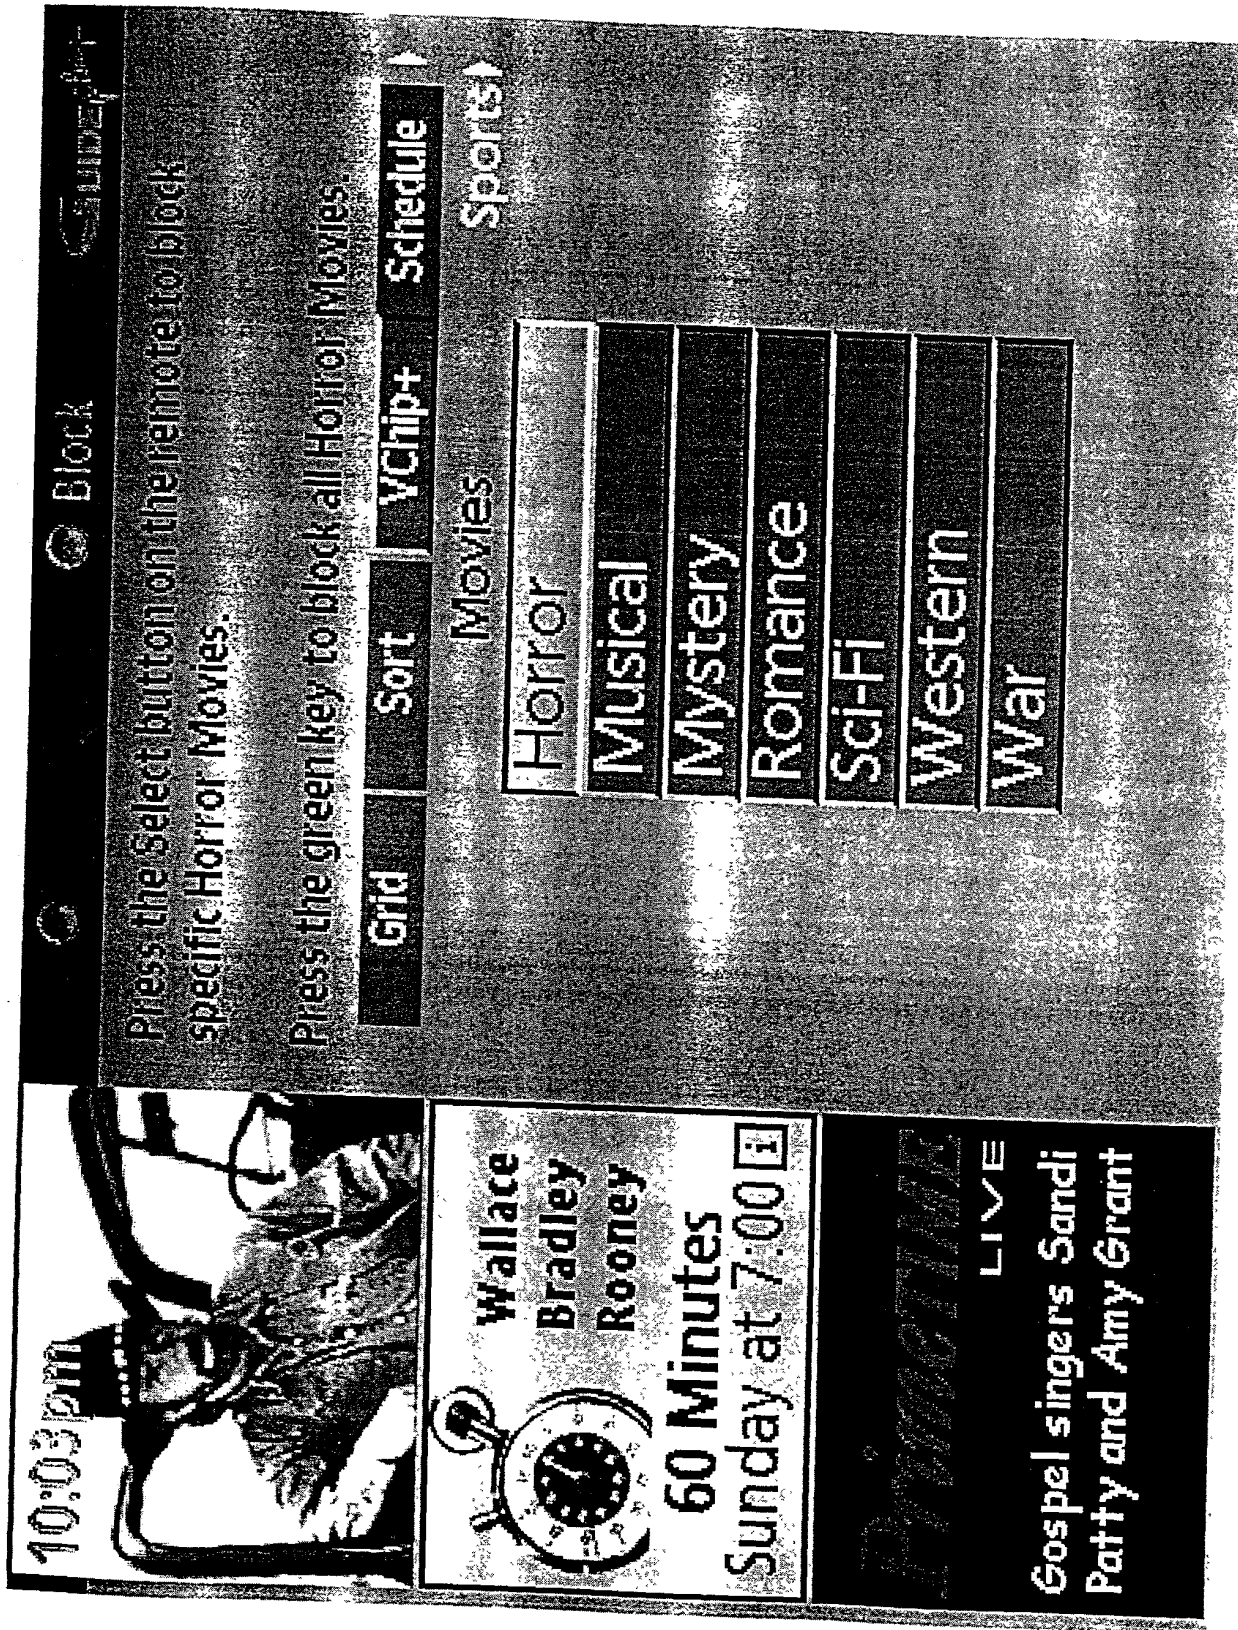 10:03pm
Block
GUIDE+
Press the Select button on the remote to block
specific Horror Movies.
Press the green key to block all Horror Movies.
Grid
Sort
VChip+
Schedule
Movies
Sports
Horror
Musical
Mystery
Romance
Sci-Fi
Western
War
Wallace
Bradley
Rooney
60 Minutes
Sunday at 7:00 i
PRIMETIME
LIVE
Gospel singers Sandi
Patty and Amy Grant